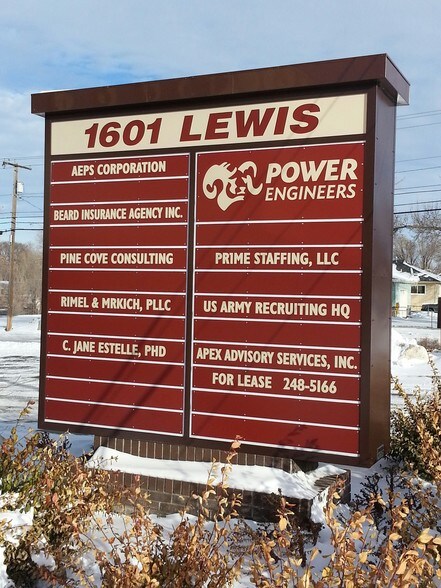 1601 LEWIS
AEPS CORPORATION
BEARD INSURANCE AGENCY INC.
PINE COVE CONSULTING
RIMEL & MRKICH, PLLC
C. JANE ESTELLE, PHD
POWER
ENGINEERS
PRIME STAFFING, LLC
US ARMY RECRUITING HQ
APEX ADVISORY SERVICES, INC.
FOR LEASE 248-5166